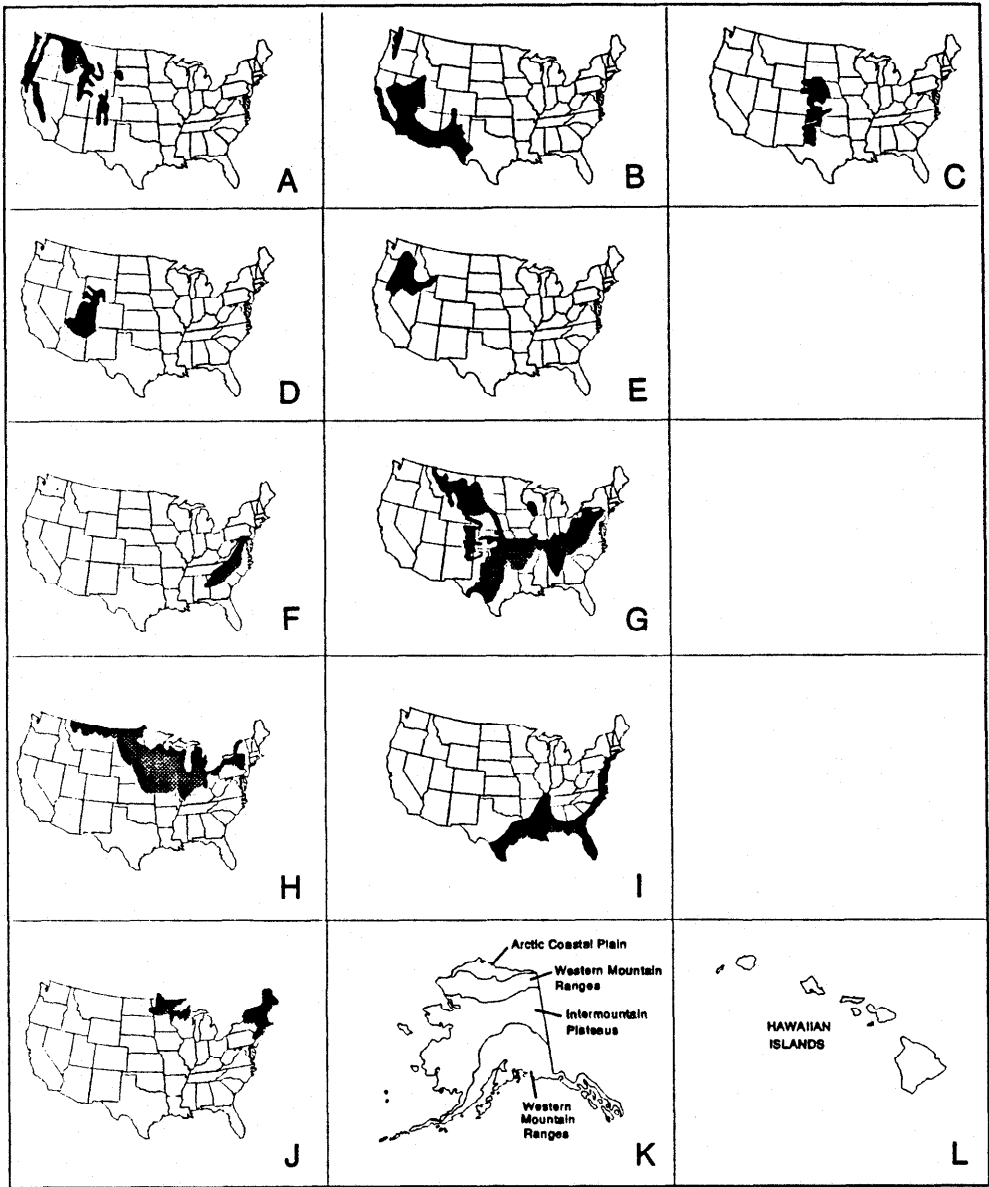 A
B
C
D
E
F
G
H
I
J
Arctic Coastal Plain
Western Mountain
Ranges
Intermountain
Plateaus
Western
Mountain
Ranges
K
HAWAIIAN
ISLANDS
L